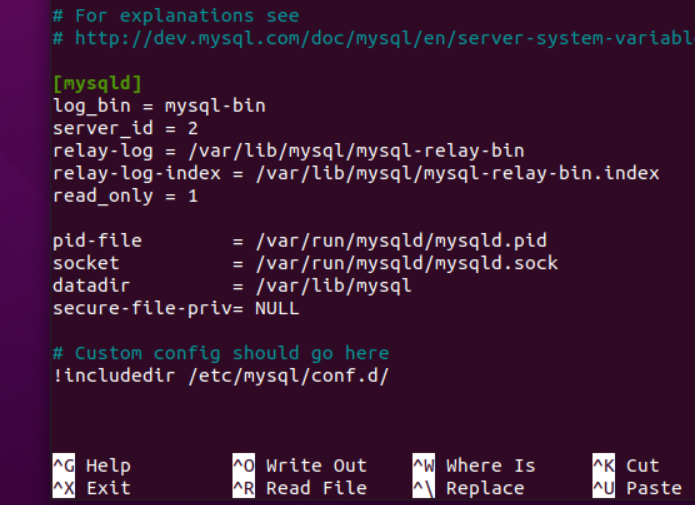 # For explanations see
# http://dev.mysql.com/doc/mysql/en/server-system-variabl
[mysqld]
log_bin = mysql-bin
server_id = 2
relay-log = /var/lib/mysql/mysql-relay-bin
relay-log-index = /var/lib/mysql/mysql-relay-bin.index
read_only = 1
pid-file        = /var/run/mysqld/mysqld.pid
socket          = /var/run/mysqld/mysqld.sock
datadir         = /var/lib/mysql
secure-file-priv= NULL
# Custom config should go here
!includedir /etc/mysql/conf.d/
^G Help ^O Write Out ^W Where Is ^K Cut
^X Exit ^R Read File ^\ Replace ^U Paste